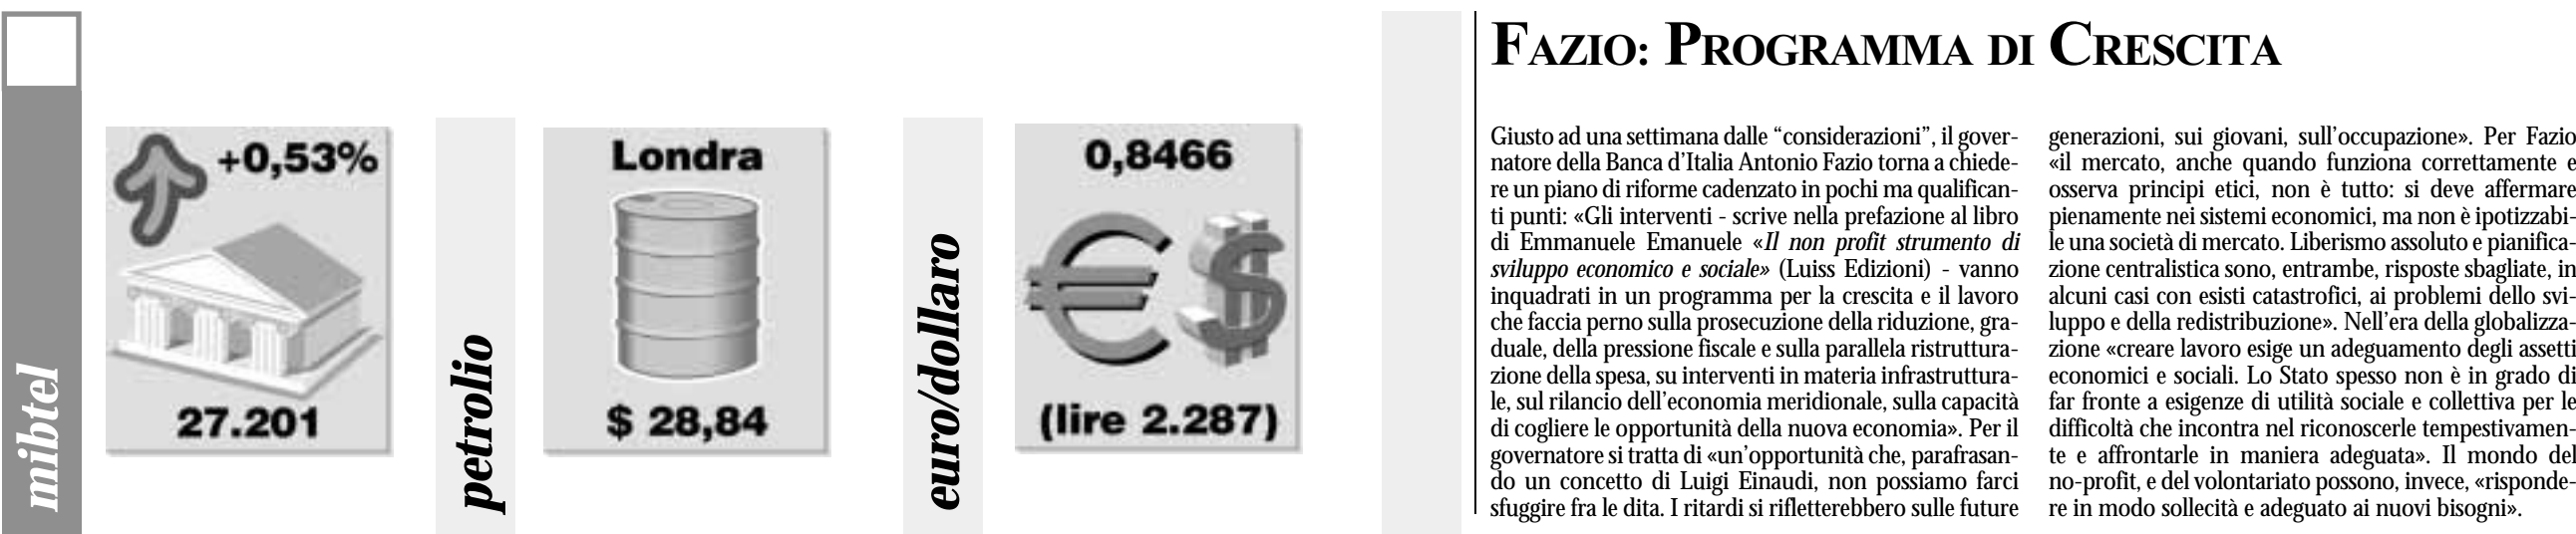 mibtel
+0,53%
27.201
petrolio
Londra
$ 28,84
euro/dollaro
0,8466
(lire 2.287)
FAZIO: PROGRAMMA DI CRESCITA
Giusto ad una settimana dalle “considerazioni”, il gover-
natore della Banca d'Italia Antonio Fazio torna a chiede-
re un piano di riforme cadenzato in pochi ma qualifican-
ti punti: «Gli interventi - scrive nella prefazione al libro
di Emmanuele Emanuele «Il non profit strumento di
sviluppo economico e sociale» (Luiss Edizioni) - vanno
inquadrati in un programma per la crescita e il lavoro
che faccia perno sulla prosecuzione della riduzione, gra-
duale, della pressione fiscale e sulla parallela ristruttura-
zione della spesa, su interventi in materia infrastruttura-
le, sul rilancio dell'economia meridionale, sulla capacità
di cogliere le opportunità della nuova economia». Per il
governatore si tratta di «un'opportunità che, parafrasan-
do un concetto di Luigi Einaudi, non possiamo farci
sfuggire fra le dita. I ritardi si rifletterebbero sulle future
generazioni, sui giovani, sull'occupazione». Per Fazio
«il mercato, anche quando funziona correttamente e
osserva principi etici, non è tutto: si deve affermare
pienamente nei sistemi economici, ma non è ipotizzabi-
le una società di mercato. Liberismo assoluto e pianifica-
zione centralistica sono, entrambe, risposte sbagliate, in
alcuni casi con esisti catastrofici, ai problemi dello svi-
luppo e della redistribuzione». Nell'era della globalizza-
zione «creare lavoro esige un adeguamento degli assetti
economici e sociali. Lo Stato spesso non è in grado di
far fronte a esigenze di utilità sociale e collettiva per le
difficoltà che incontra nel riconoscerle tempestivamen-
te e affrontarle in maniera adeguata». Il mondo del
no-profit, e del volontariato possono, invece, «risponde-
re in modo sollecità e adeguato ai nuovi bisogni».